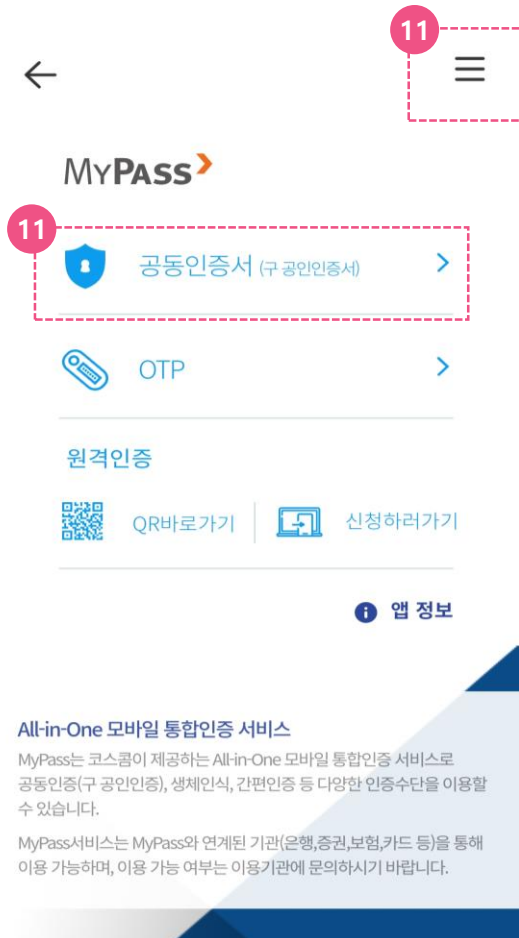 11
MYPASS
11
공동인증서 (구 공인인증서)
OTP
원격인증
QR바로가기
신청하러가기
앱 정보
All-in-One 모바일 통합인증 서비스
MyPass는 코스콤이 제공하는 All-in-One 모바일 통합인증 서비스로
공동인증(구 공인인증), 생체인식, 간편인증 등 다양한 인증수단을 이용할
수 있습니다.
MyPass서비스는 MyPass와 연계된 기관(은행,증권,보험,카드 등)을 통해
이용 가능하며, 이용 가능 여부는 이용기관에 문의하시기 바랍니다.